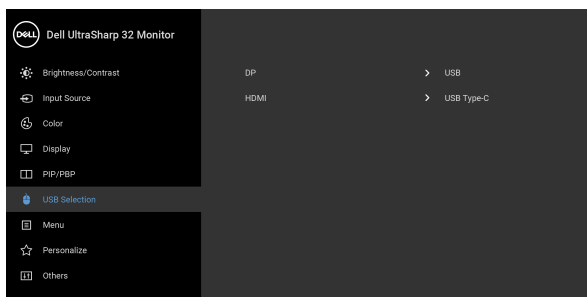 DELL Dell UltraSharp 32 Monitor
Brightness/Contrast DP USB
Input Source HDMI USB Type-C
Color
Display
PIP/PBP
USB Selection
Menu
Personalize
Others